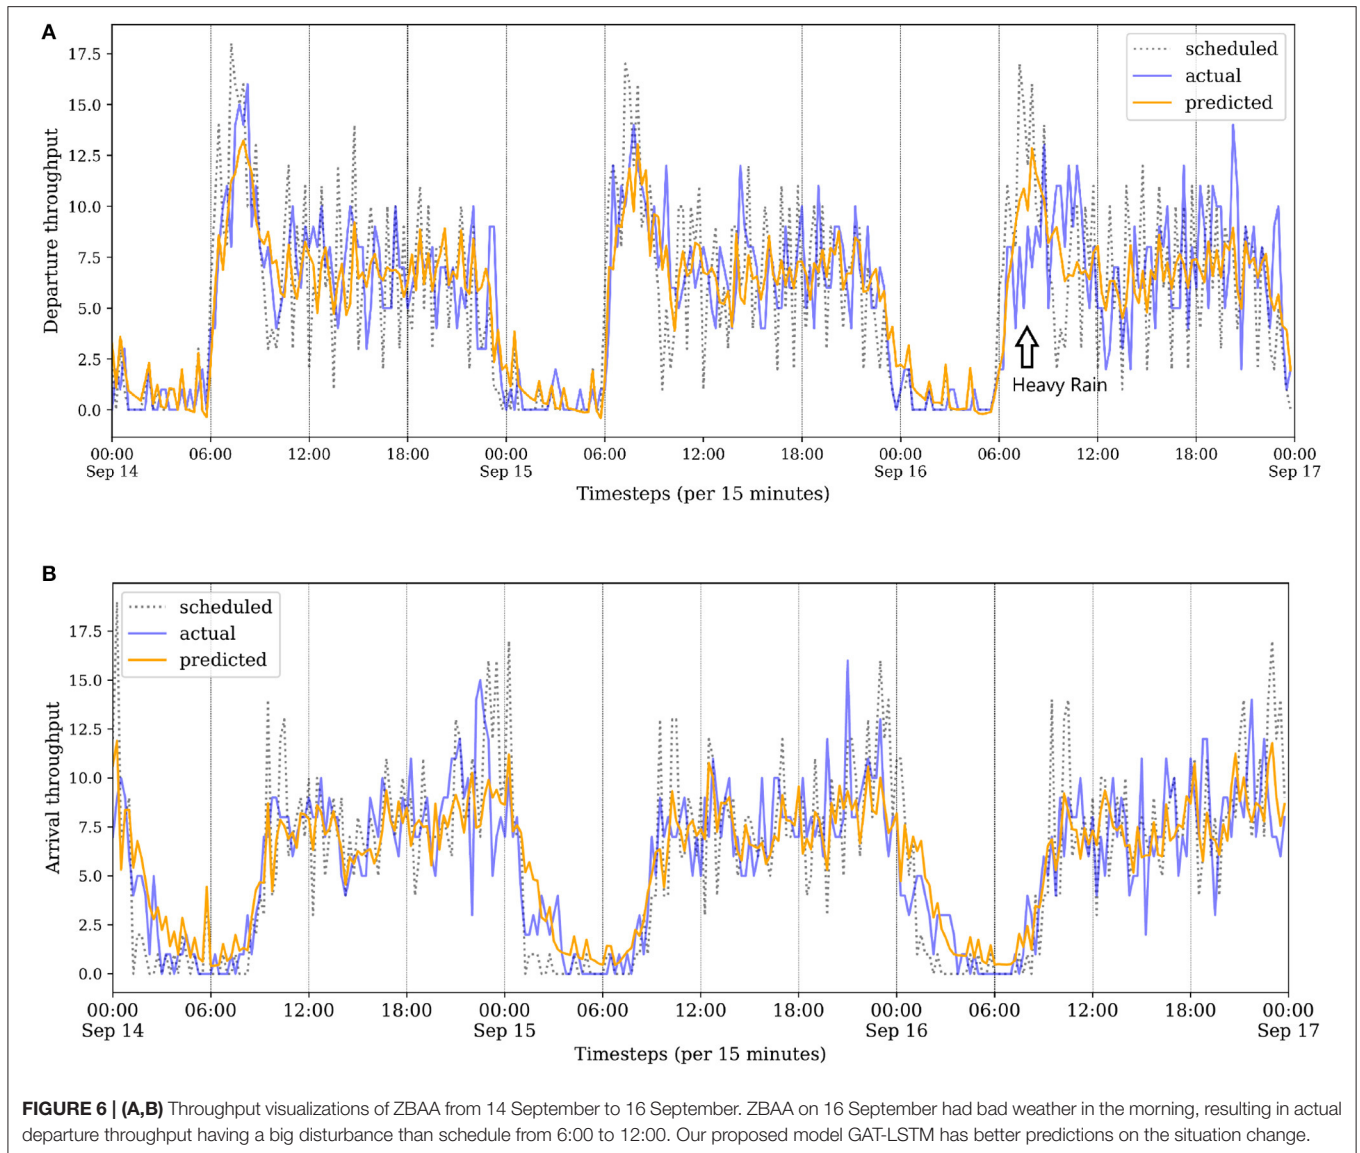 A
17.5
15.0
12.5
10.0
7.5
5.0
2.5
0.0
Departure throughput
scheduled
actual
predicted
Heavy Rain
00:00 06:00 12:00 18:00 00:00 06:00 12:00 18:00 00:00 06:00 12:00 18:00 00:00
Sep 14 Sep 15 Sep 16 Sep 17
Timesteps (per 15 minutes)
B
scheduled
actual
predicted
17.5
15.0
12.5
10.0
7.5
5.0
2.5
0.0
Arrival throughput
00:00 06:00 12:00 18:00 00:00 06:00 12:00 18:00 00:00 06:00 12:00 18:00 00:00
Sep 14 Sep 15 Sep 16 Sep 17
Timesteps (per 15 minutes)
FIGURE 6 | (A,B) Throughput visualizations of ZBAA from 14 September to 16 September. ZBAA on 16 September had bad weather in the morning, resulting in actual
departure throughput having a big disturbance than schedule from 6:00 to 12:00. Our proposed model GAT-LSTM has better predictions on the situation change.